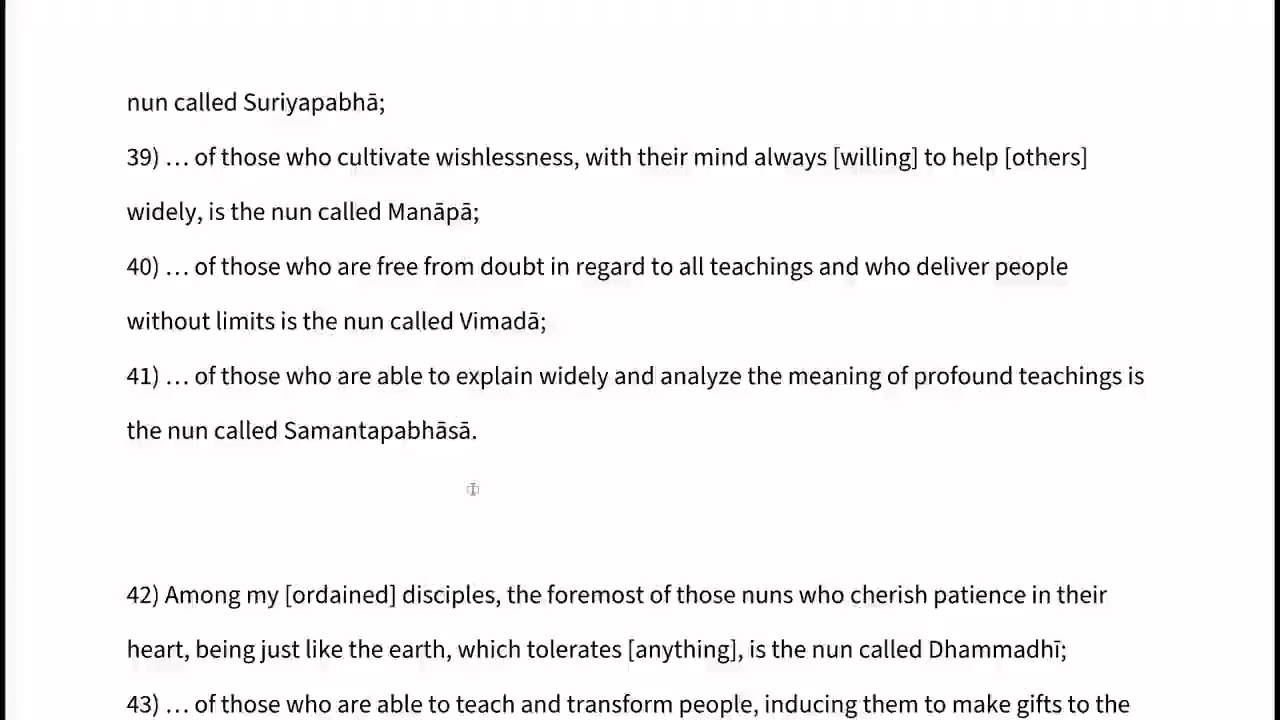 nun called Suriyapabhā;
39) … of those who cultivate wishlessness, with their mind always [willing] to help [others]
widely, is the nun called Manāpā;
40) … of those who are free from doubt in regard to all teachings and who deliver people
without limits is the nun called Vimadā;
41) … of those who are able to explain widely and analyze the meaning of profound teachings is
the nun called Samantapabhāsā.
42) Among my [ordained] disciples, the foremost of those nuns who cherish patience in their
heart, being just like the earth, which tolerates [anything], is the nun called Dhammadhī;
43) … of those who are able to teach and transform people, inducing them to make gifts to the